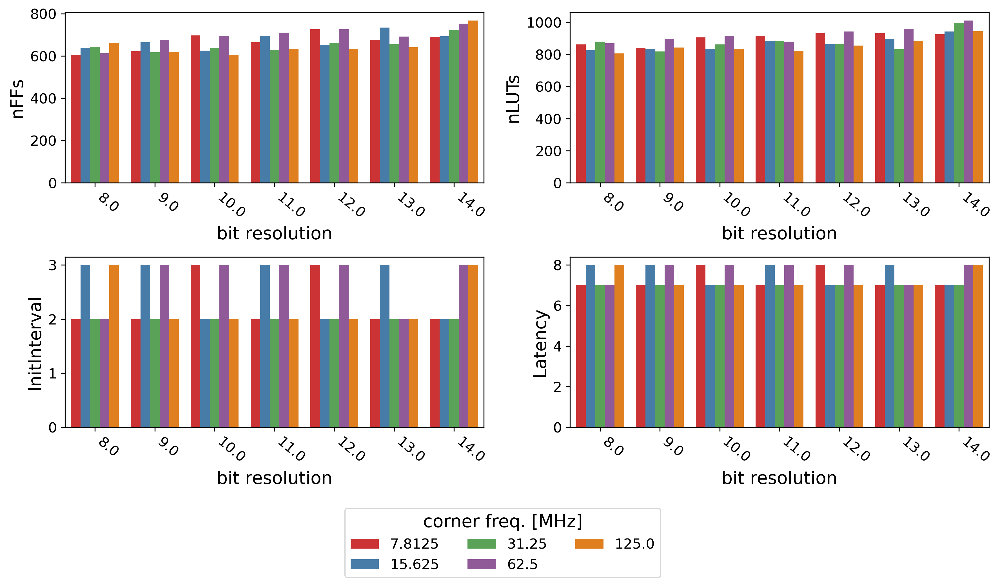 800
600
400
200
0
nFFs
8.0 9.0 10.0 11.0 12.0 13.0 14.0
bit resolution
1000
800
600
400
200
0
nLUTs
8.0 9.0 10.0 11.0 12.0 13.0 14.0
bit resolution
3
2
1
0
InitInterval
8.0 9.0 10.0 11.0 12.0 13.0 14.0
bit resolution
8
6
4
2
0
Latency
8.0 9.0 10.0 11.0 12.0 13.0 14.0
bit resolution
corner freq. [MHz]
7.8125 31.25 125.0
15.625 62.5